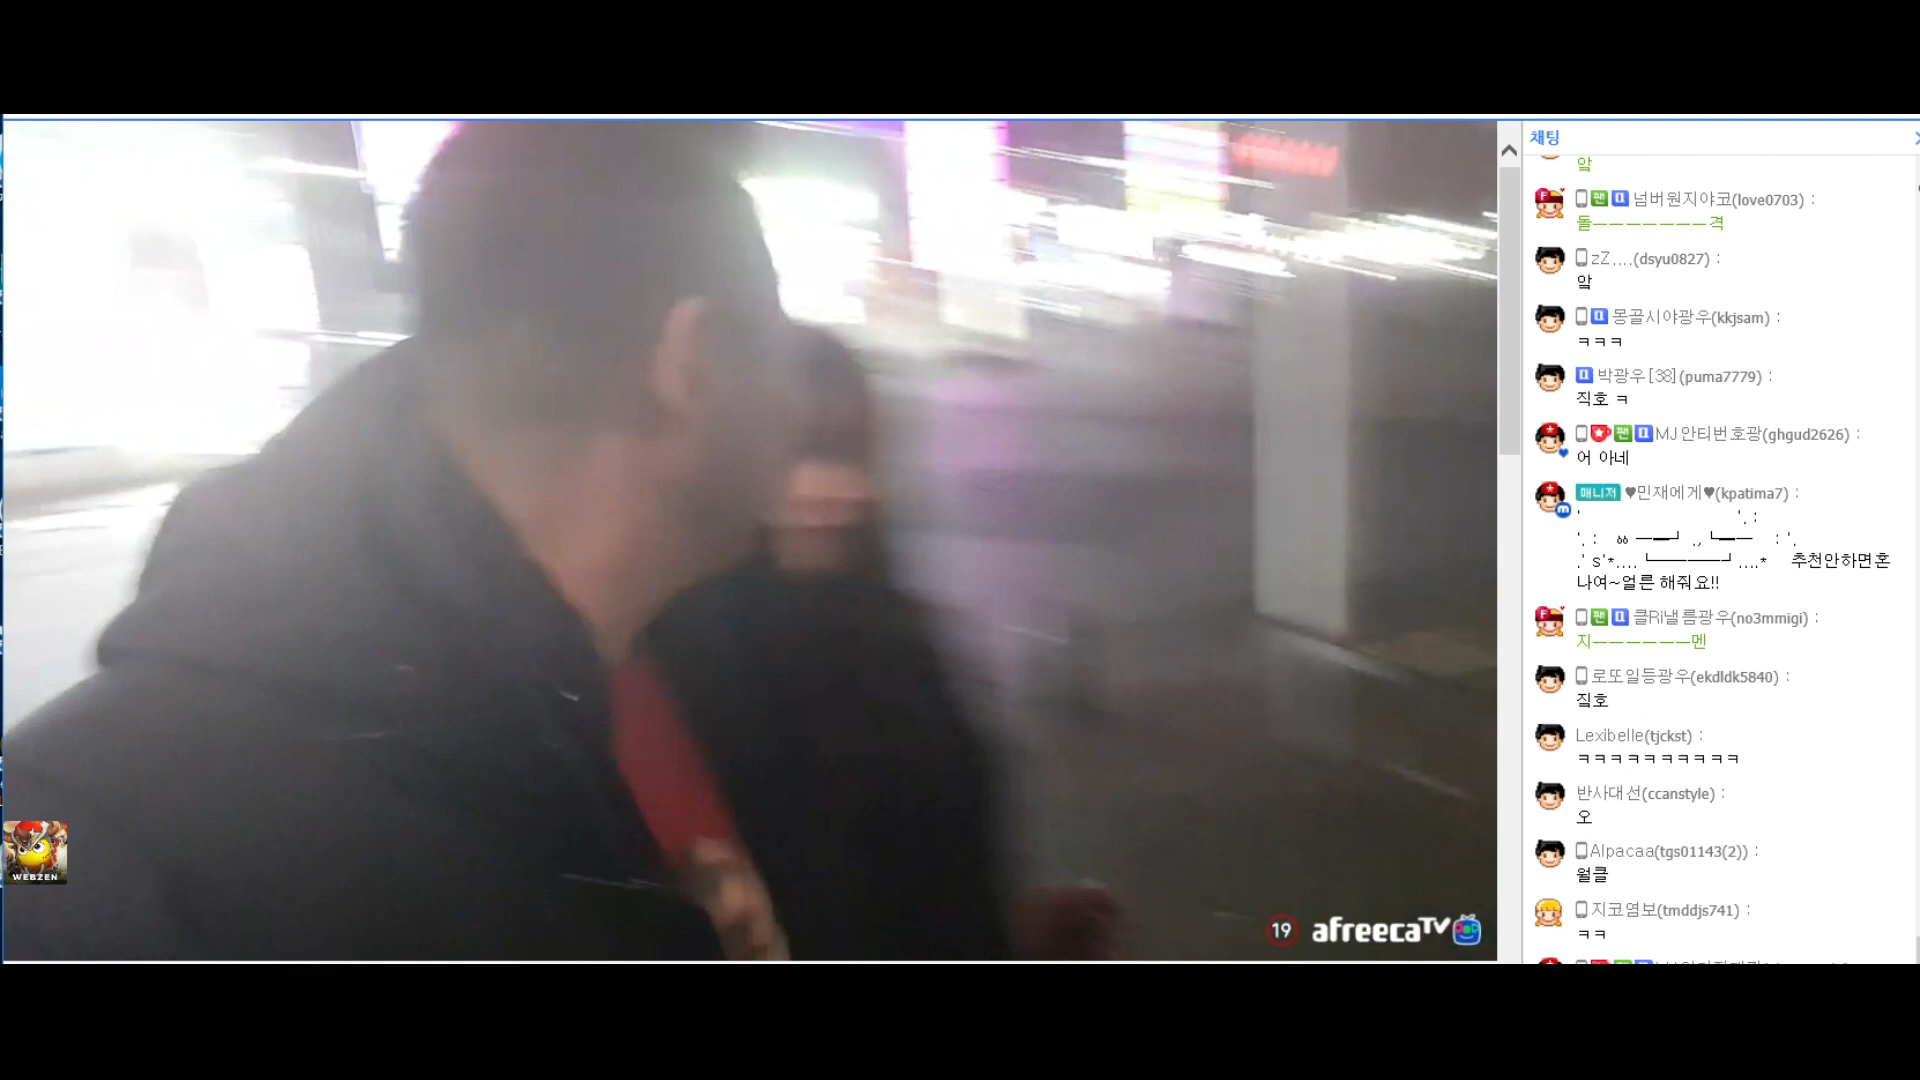 채팅
앜
팬 넘버원지야코(love0703) :
돌ㅡㅡㅡㅡㅡㅡㅡ격
zZ....(dsyu0827) :
앜
몽골시야광우(kkjsam) :
ㅋㅋㅋ
박광우[38](puma7779) :
직호 ㅋ
팬 MJ안티번호광(ghgud2626) :
어 아네
매니저 ♥민재에게♥(kpatima7) :
추천안하면혼
나여~얼른 해줘요!!
팬 클Ri낼름광우(no3mmigi) :
지ㅡㅡㅡㅡㅡㅡ멘
로또일등광우(ekdldk5840) :
직호
Lexibelle(tjckst) :
ㅋㅋㅋㅋㅋㅋㅋㅋㅋㅋ
반사대선(ccanstyle) :
오
Alpacaa(tgs01143(2)) :
월클
WEBZEN
지코염보(tmddjs741) :
ㅋㅋ
19 afreecaTV